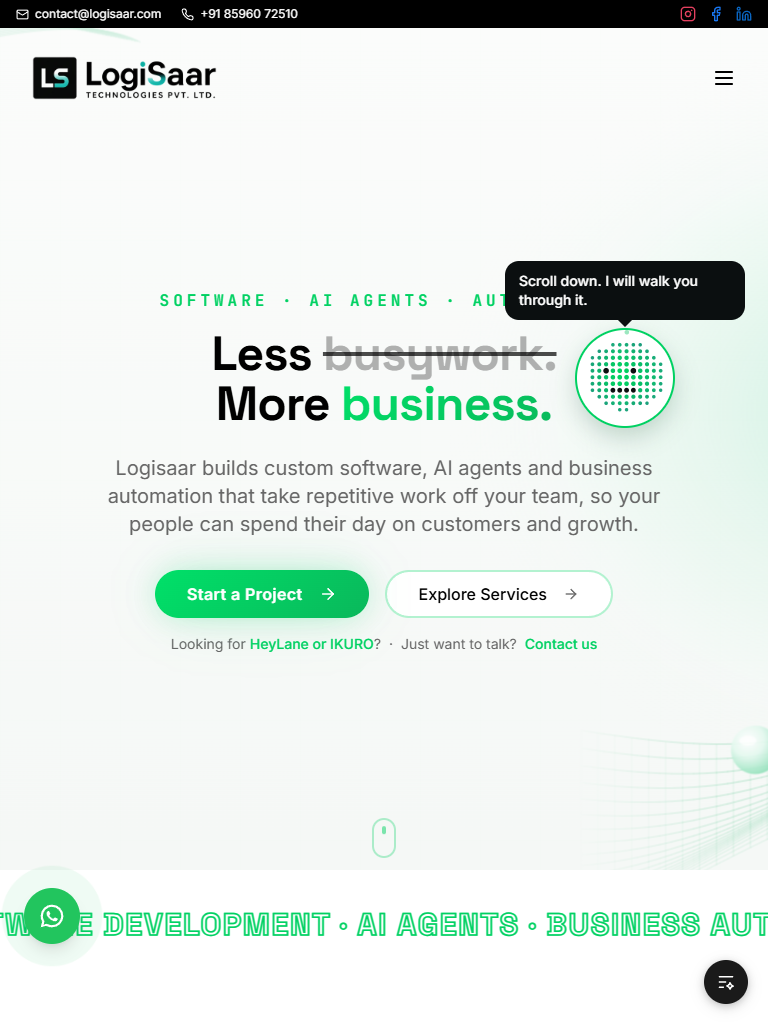 contact@logisaar.com
+91 85960 72510
LS LogiSaar
TECHNOLOGIES PVT. LTD.
Scroll down. I will walk you
through it.
SOFTWARE · AI AGENTS ·
Less busywork.
More business.
Logisaar builds custom software, AI agents and business
automation that take repetitive work off your team, so your
people can spend their day on customers and growth.
Start a Project
Explore Services
Looking for HeyLane or IKURO? · Just want to talk? Contact us
DEVELOPMENT · AI AGENTS · BUSINESS